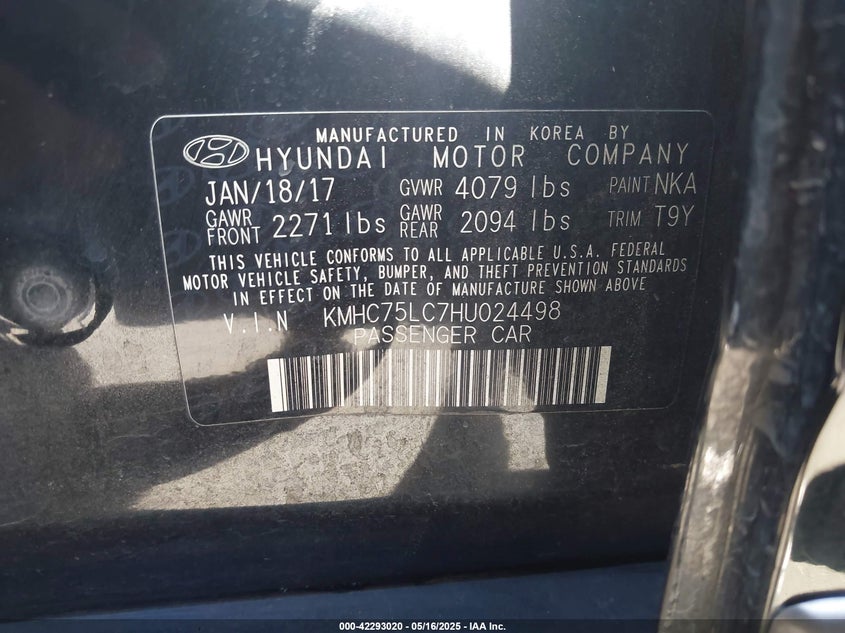 MANUFACTURED IN KOREA BY
HYUNDAI MOTOR COMPANY
JAN/18/17 GVWR 4079 lbs PAINT NKA
GAWR FRONT 2271 lbs GAWR REAR 2094 lbs TRIM T9Y
THIS VEHICLE CONFORMS TO ALL APPLICABLE U.S.A. FEDERAL
MOTOR VEHICLE SAFETY, BUMPER, AND THEFT PREVENTION STANDARDS
IN EFFECT ON THE DATE OF MANUFACTURE SHOWN ABOVE
V.I.N KMHC75LC7HU024498
PASSENGER CAR
000-42293020 - 05/16/2025 - IAA Inc.